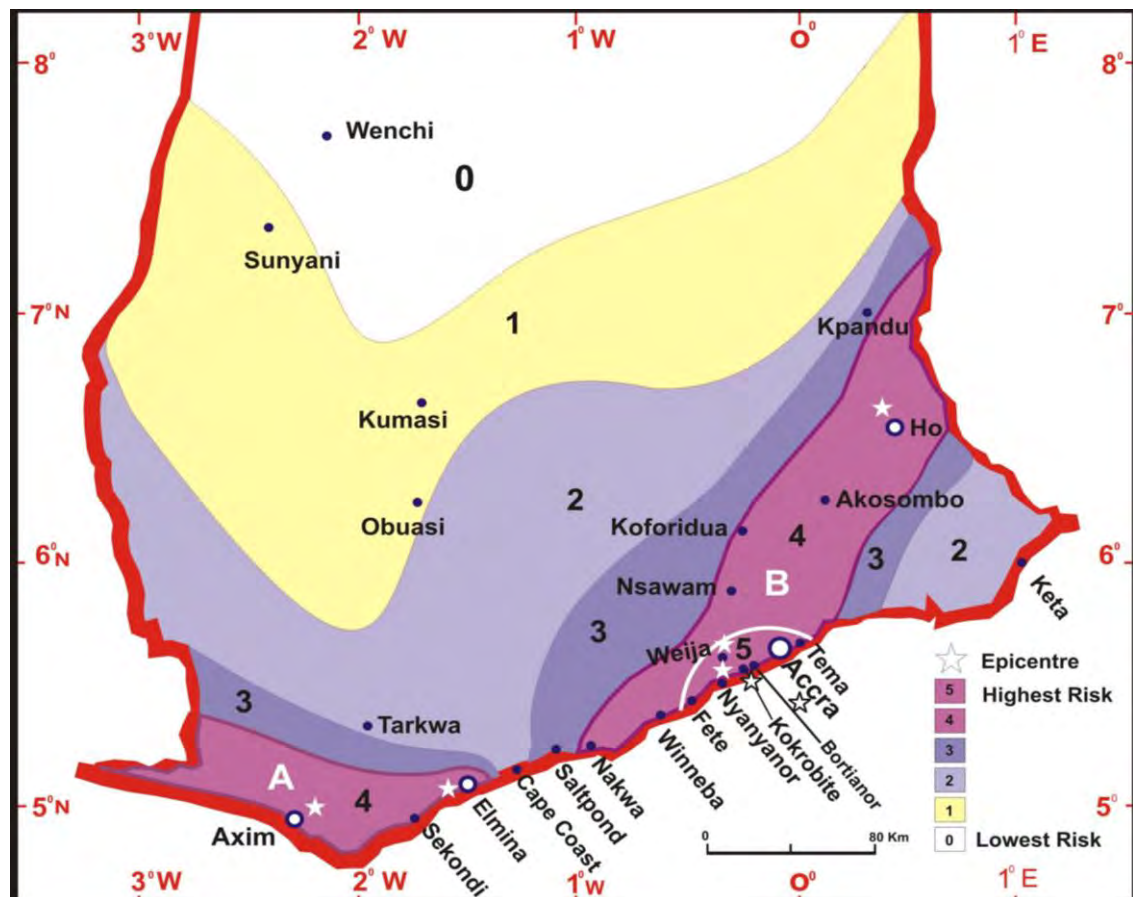 3°W 2°W 1°W 0° 1°E
8° 8°
Wenchi
0
Sunyani
7°N 1 7°
Kpandu
Kumasi
Ho
2
Obuasi
Akosombo
Koforidua
4
6°N 3 2 6°
Nsawam B
Keta
3
Weija 5
Tema
Accra
Epicentre
3
5 Highest Risk
Tarkwa
Nyanyanor
Fete
Kokrobite
Bortianor
4
A
Winneba
Nakwa
Saltpond
3
4
Cape Coast
2
5°N 5°
Elmina
Axim
Sekondi
1
0 80 Km
0 Lowest Risk
3°W 2°W 1°W 0° 1°E